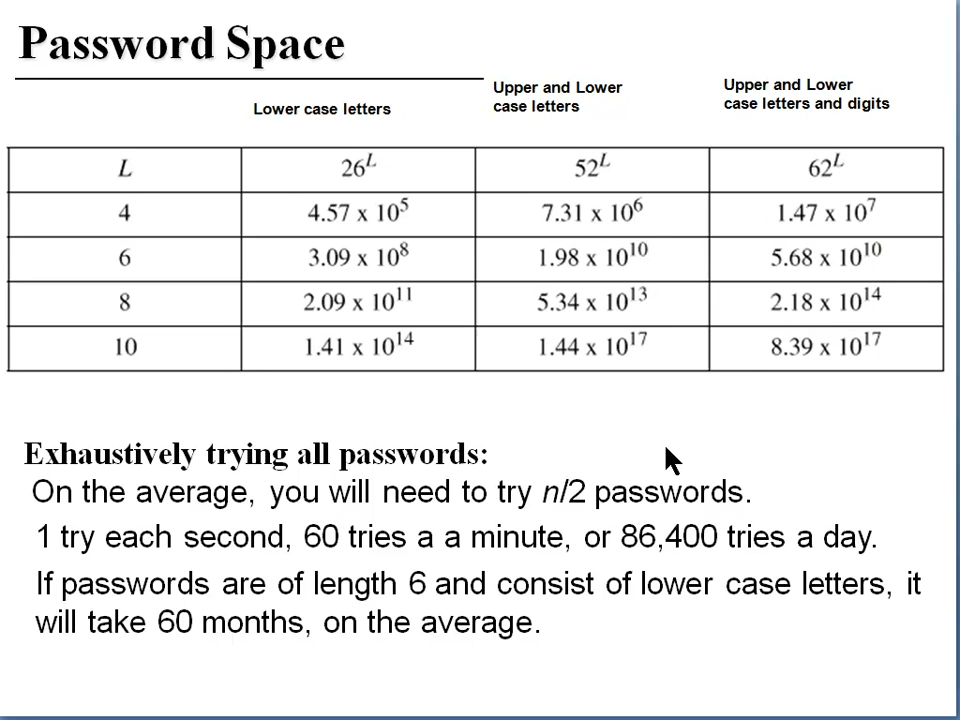 Password Space
Lower case letters
Upper and Lower
case letters
Upper and Lower
case letters and digits
L 26^L 52^L 62^L
4 4.57 x 10^5 7.31 x 10^6 1.47 x 10^7
6 3.09 x 10^8 1.98 x 10^10 5.68 x 10^10
8 2.09 x 10^11 5.34 x 10^13 2.18 x 10^14
10 1.41 x 10^14 1.44 x 10^17 8.39 x 10^17
Exhaustively trying all passwords:
On the average, you will need to try n/2 passwords.
1 try each second, 60 tries a a minute, or 86,400 tries a day.
If passwords are of length 6 and consist of lower case letters, it
will take 60 months, on the average.